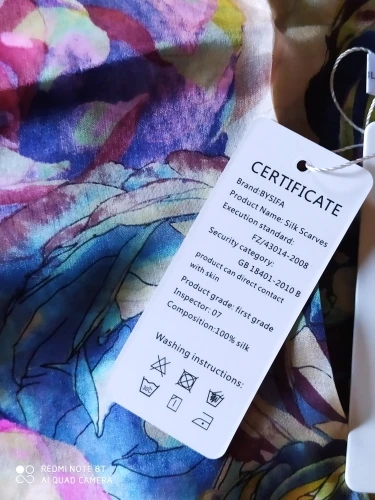 CERTIFICATE
Brand:BYSIFA
Product Name: Silk Scarves
Execution standard:
FZ/43014-2008
Security category:
GB 18401-2010 B
product can direct contact
with skin
Product grade: first grade
Inspector: 07
Composition:100% silk
Washing instructions:
REDMI NOTE 8T
AI QUAD CAMERA